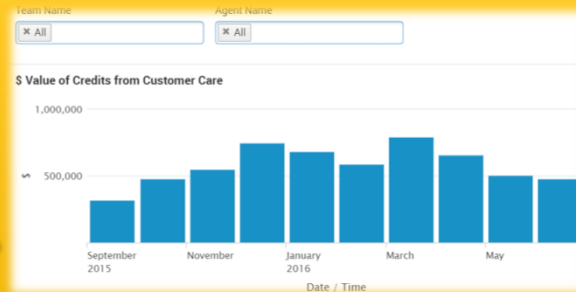 Team Name Agent Name
× All × All
$ Value of Credits from Customer Care
1,000,000
500,000
$
September November January March May
2015 2016
Date / Time